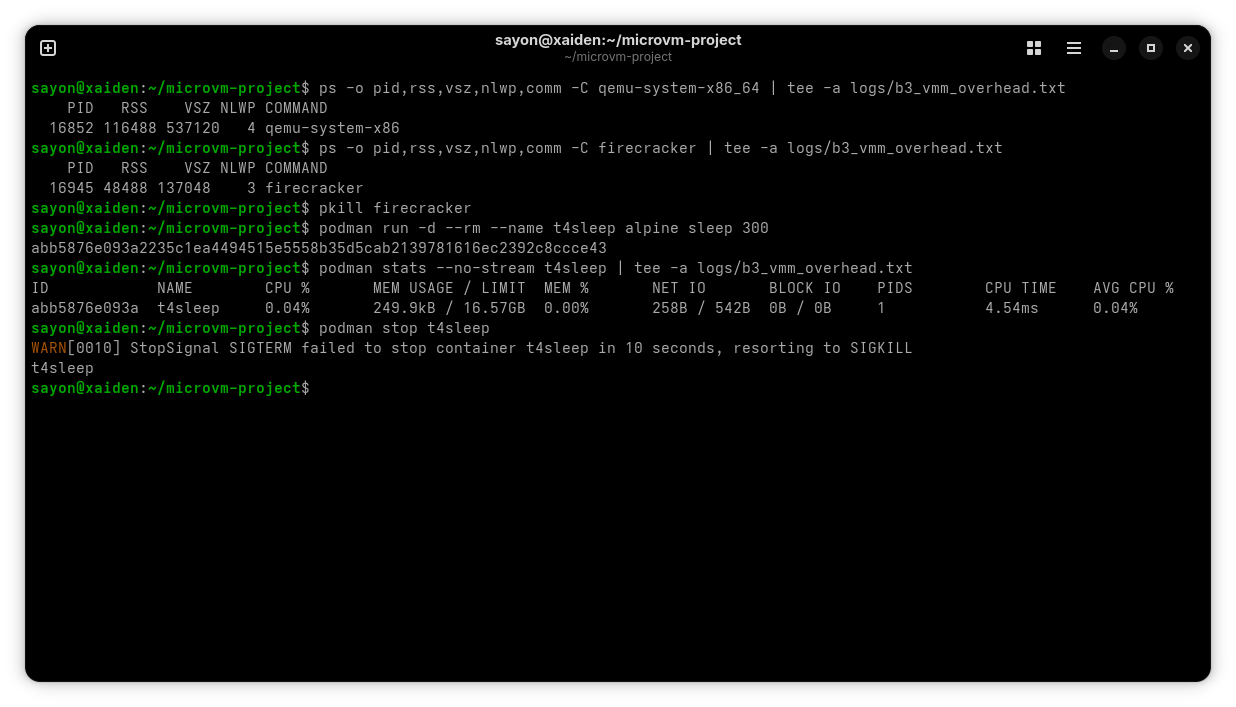 sayon@xaiden:~/microvm-project
~/microvm-project
sayon@xaiden:~/microvm-project$ ps -o pid,rss,vsz,nlwp,comm -C qemu-system-x86_64 | tee -a logs/b3_vmm_overhead.txt
    PID   RSS    VSZ NLWP COMMAND
  16852 116488 537120   4 qemu-system-x86
sayon@xaiden:~/microvm-project$ ps -o pid,rss,vsz,nlwp,comm -C firecracker | tee -a logs/b3_vmm_overhead.txt
    PID   RSS    VSZ NLWP COMMAND
  16945 48488 137048    3 firecracker
sayon@xaiden:~/microvm-project$ pkill firecracker
sayon@xaiden:~/microvm-project$ podman run -d --rm --name t4sleep alpine sleep 300
abb5876e093a2235c1ea4494515e5558b35d5cab2139781616ec2392c8ccce43
sayon@xaiden:~/microvm-project$ podman stats --no-stream t4sleep | tee -a logs/b3_vmm_overhead.txt
ID            NAME        CPU %       MEM USAGE / LIMIT  MEM %       NET IO       BLOCK IO    PIDS        CPU TIME    AVG CPU %
abb5876e093a  t4sleep     0.04%       249.9kB / 16.57GB  0.00%       258B / 542B  0B / 0B     1           4.54ms      0.04%
sayon@xaiden:~/microvm-project$ podman stop t4sleep
WARN[0010] StopSignal SIGTERM failed to stop container t4sleep in 10 seconds, resorting to SIGKILL
t4sleep
sayon@xaiden:~/microvm-project$